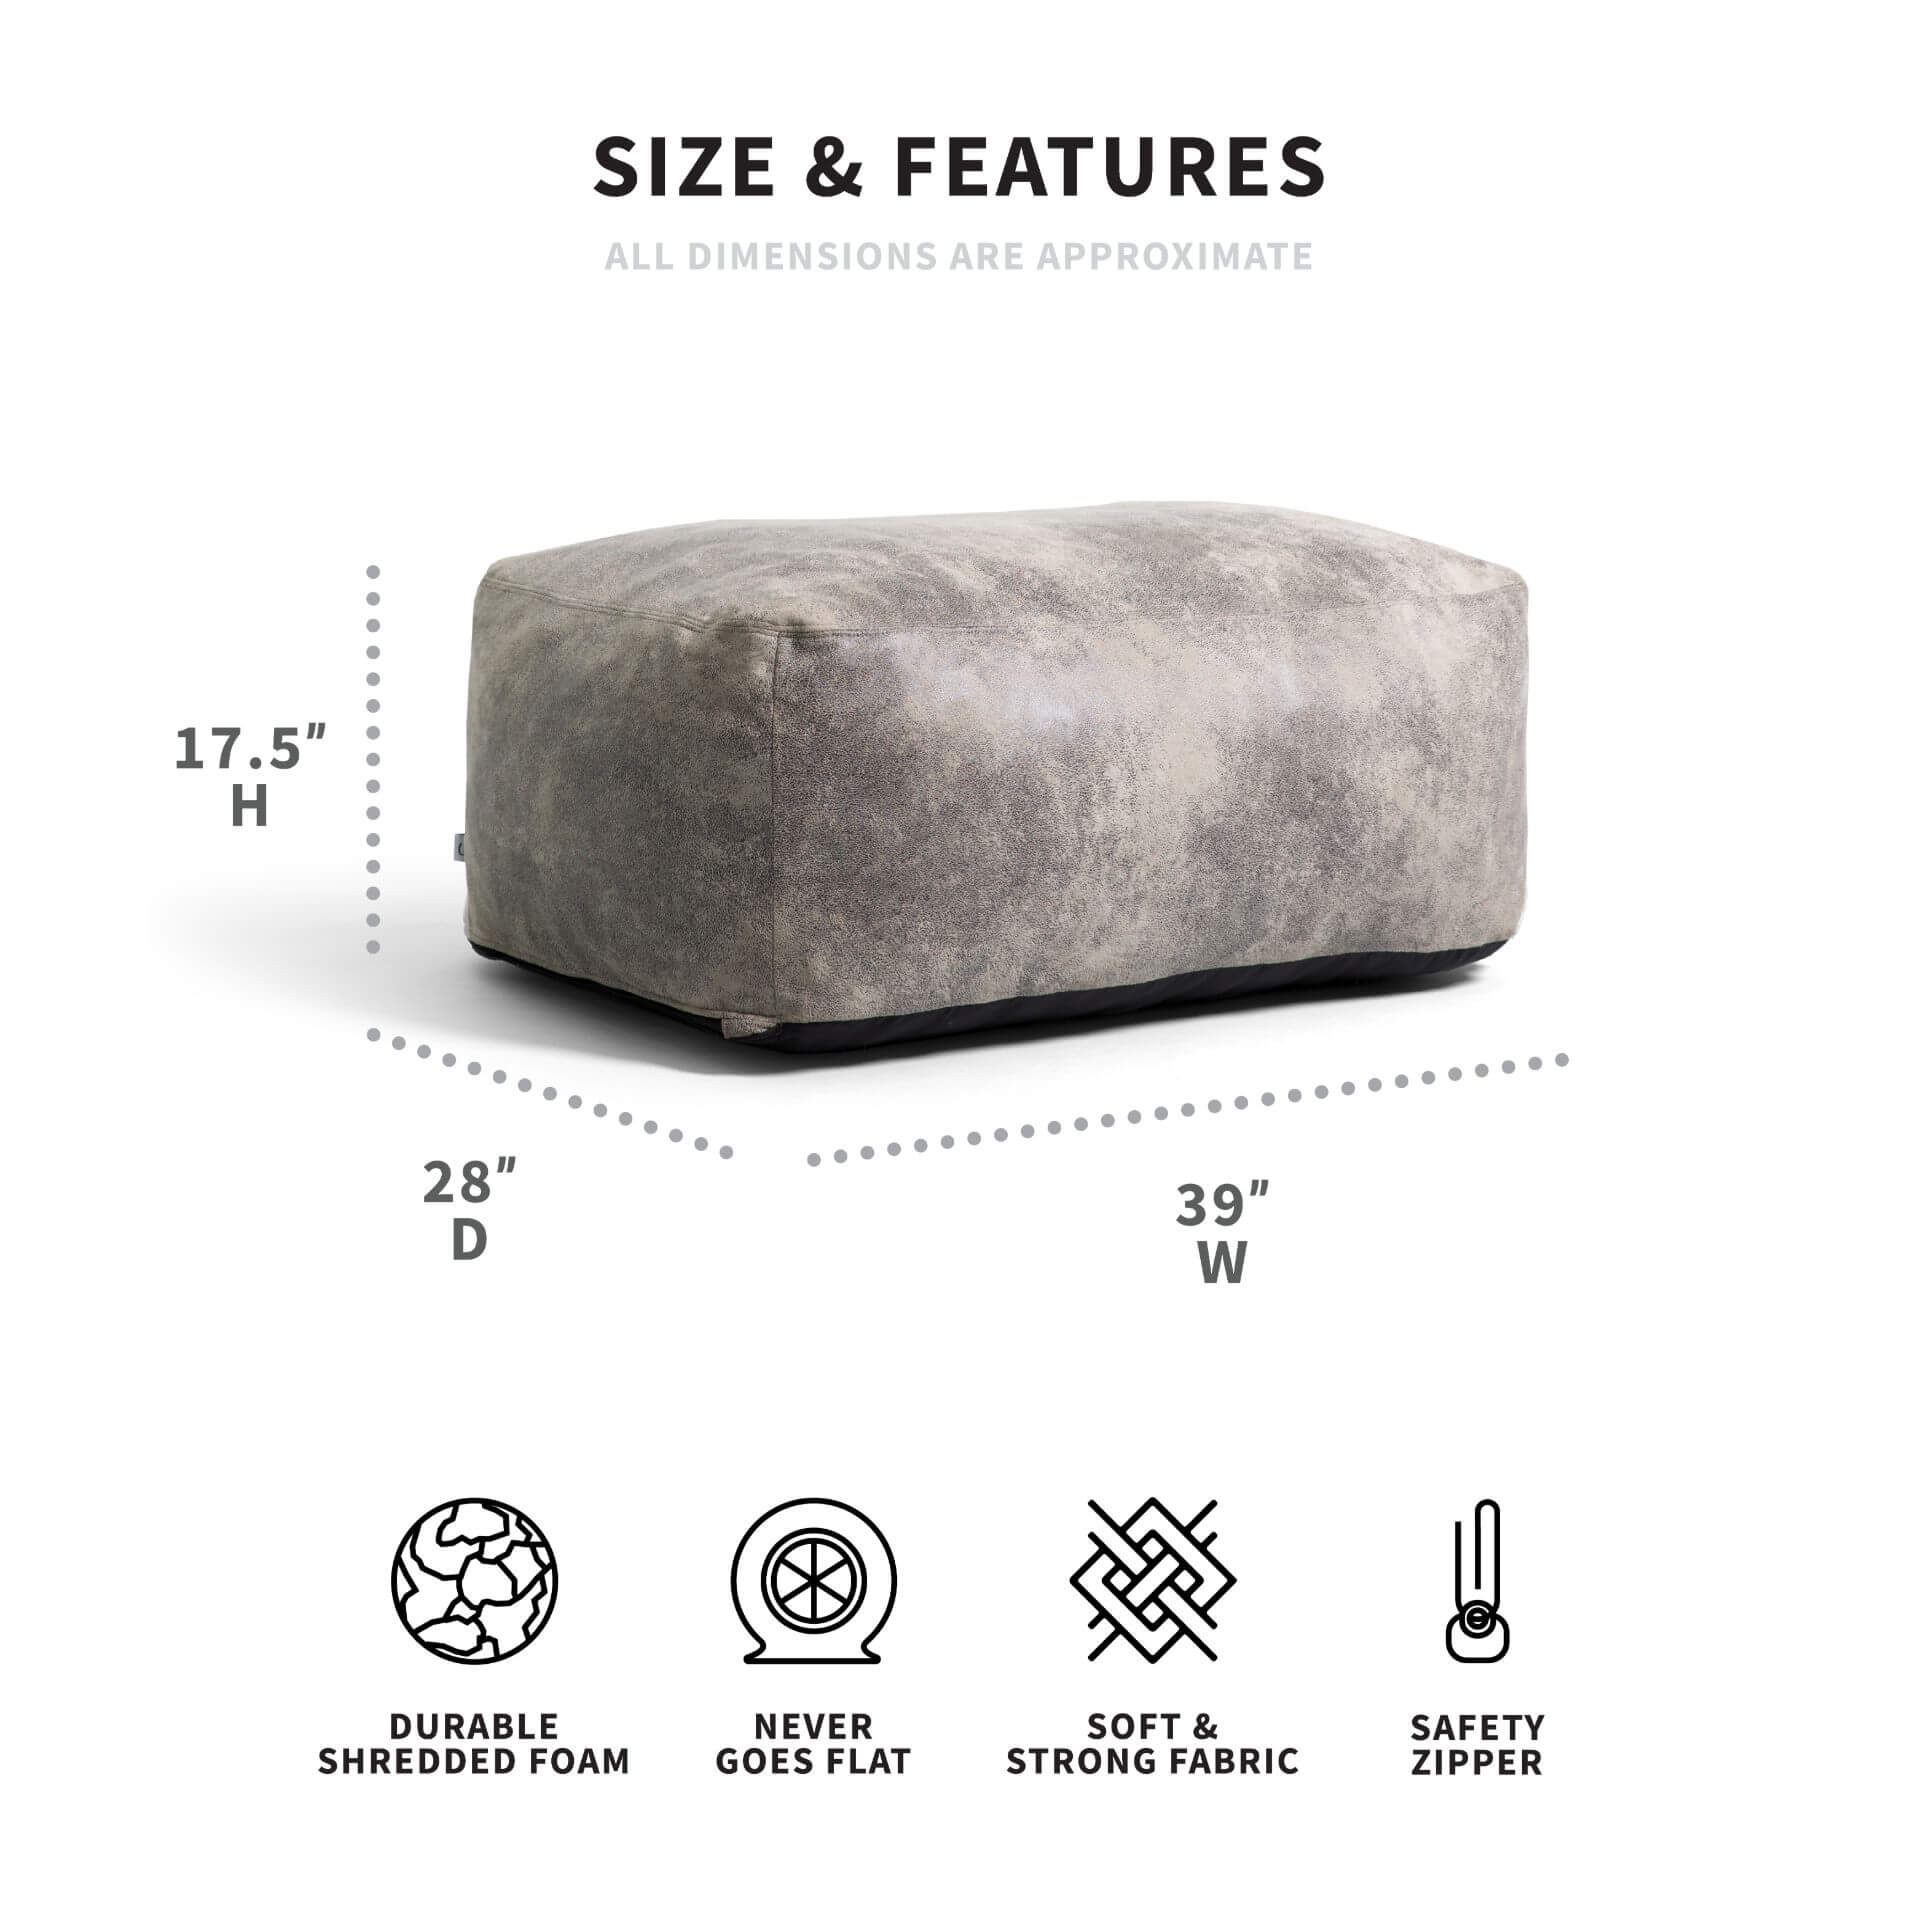 SIZE & FEATURES
ALL DIMENSIONS ARE APPROXIMATE
17.5"
H
28"
D
39"
W
DURABLE
SHREDDED FOAM
NEVER
GOES FLAT
SOFT &
STRONG FABRIC
SAFETY
ZIPPER